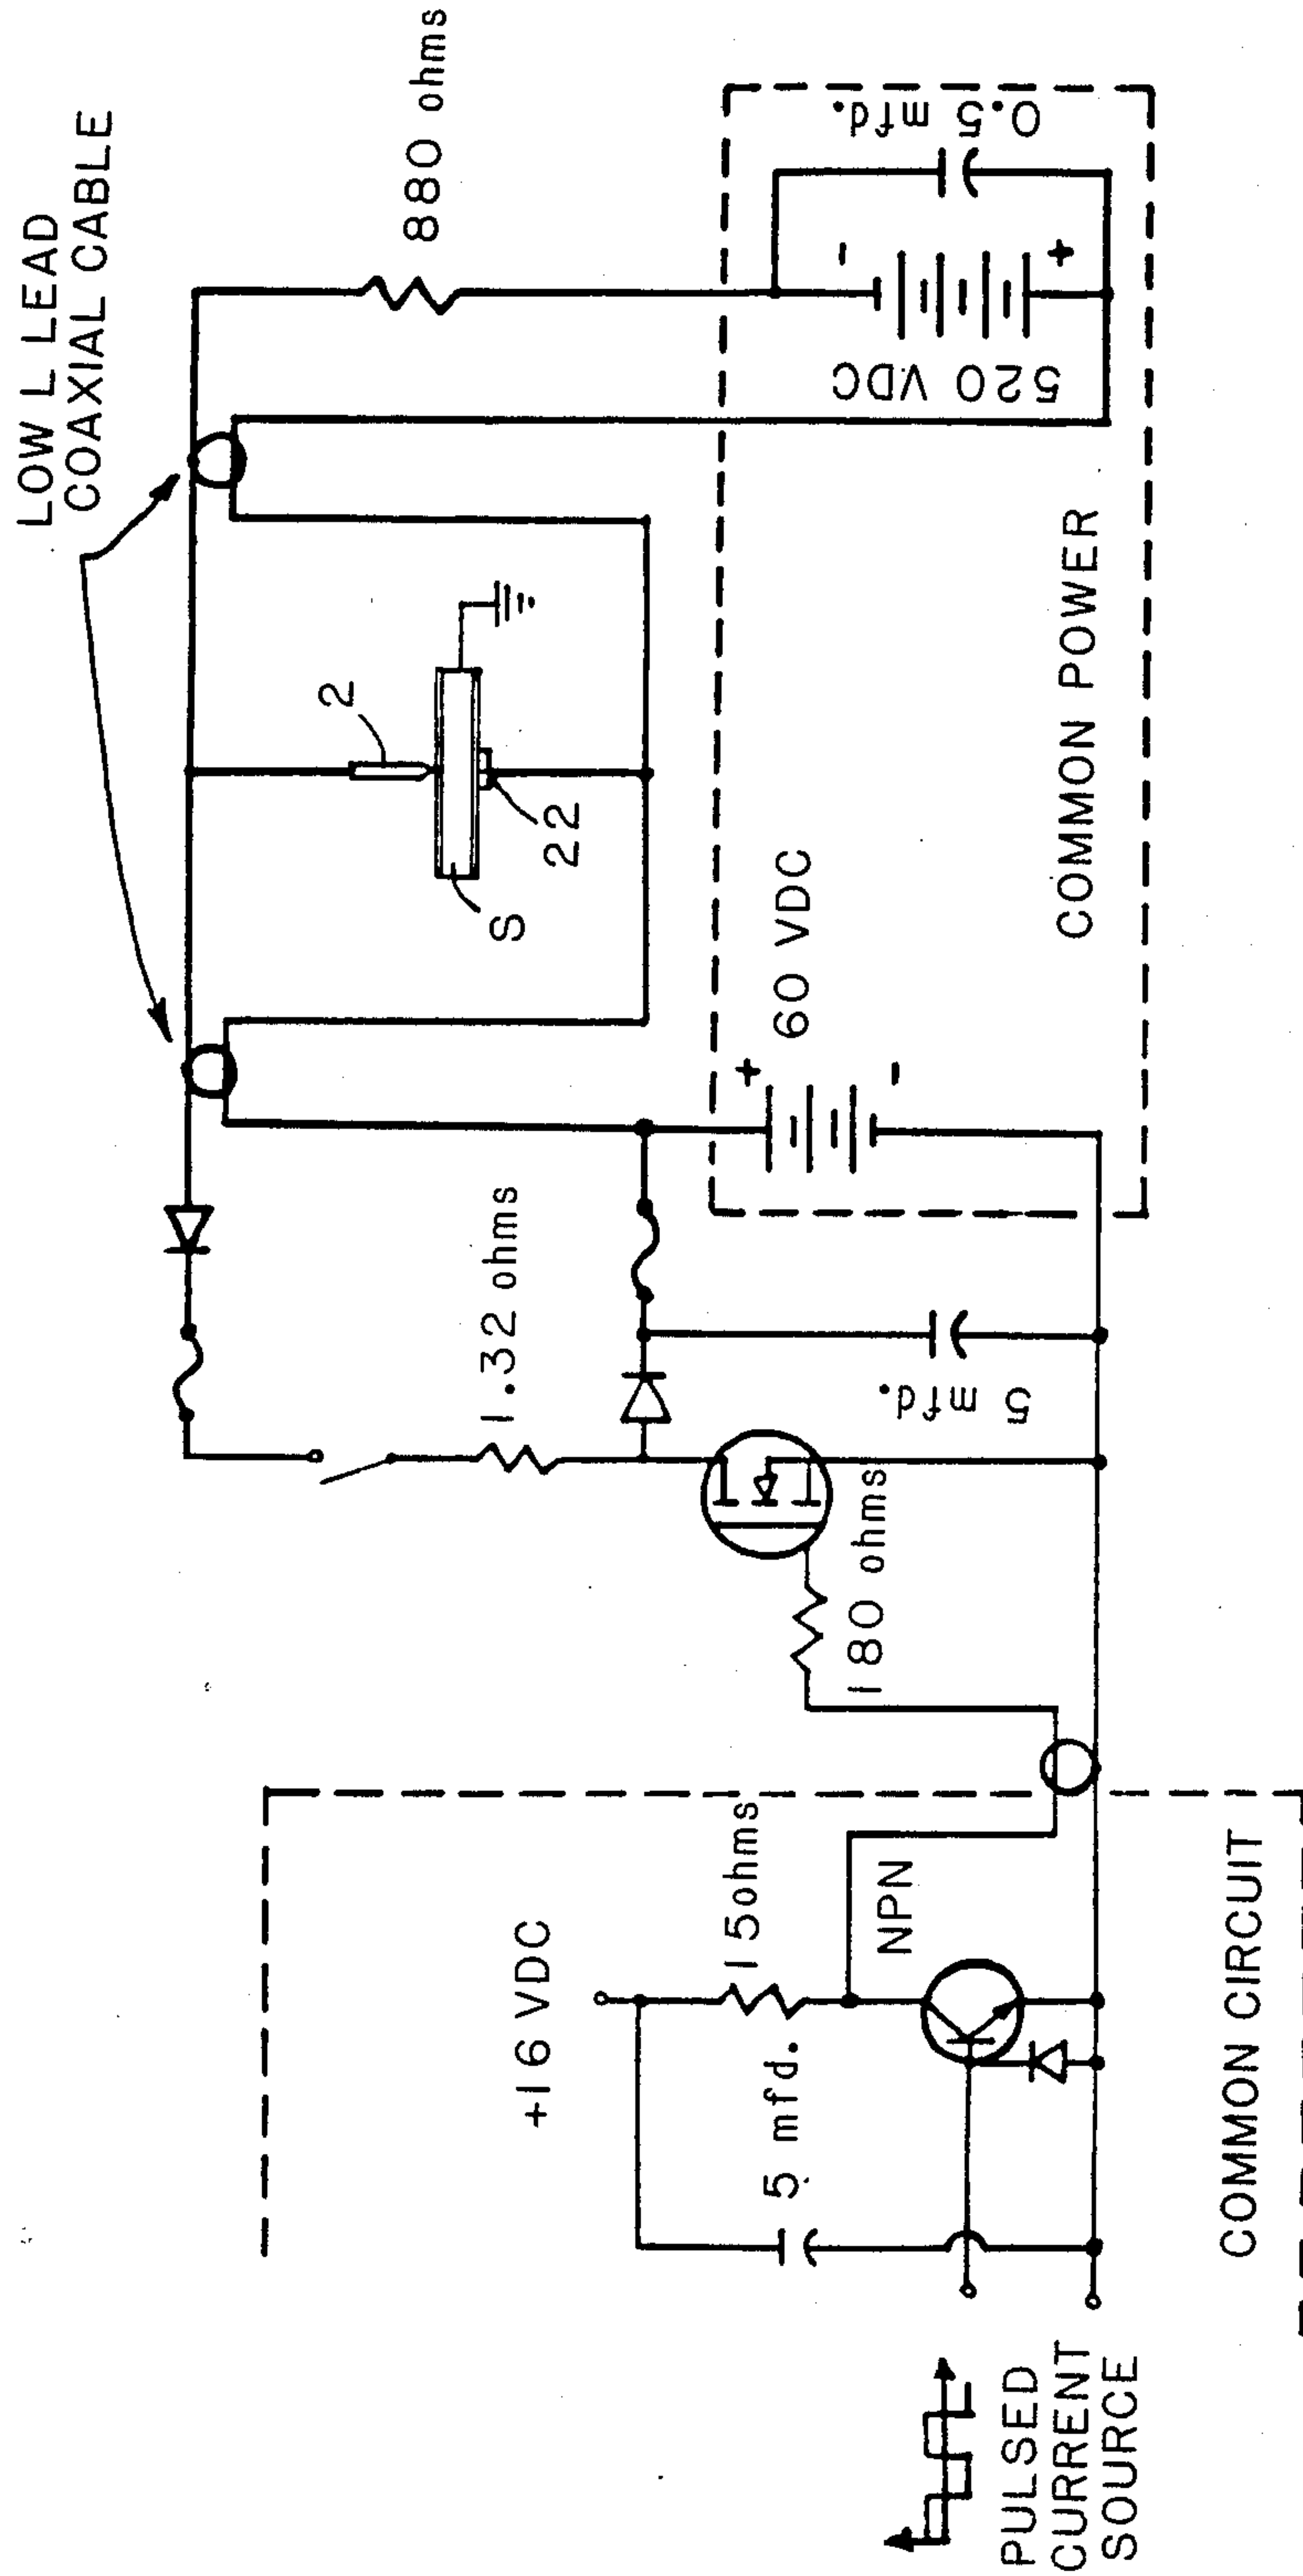 LOW L LEAD
COAXIAL CABLE
880 ohms
2
S
22
1.32 ohms
60 VDC
+
-
520 VDC
-
+
0.5 mfd.
5 mfd.
COMMON POWER
180 ohms
+16 VDC
15 ohms
5 mfd.
NPN
COMMON CIRCUIT
PULSED
CURRENT
SOURCE